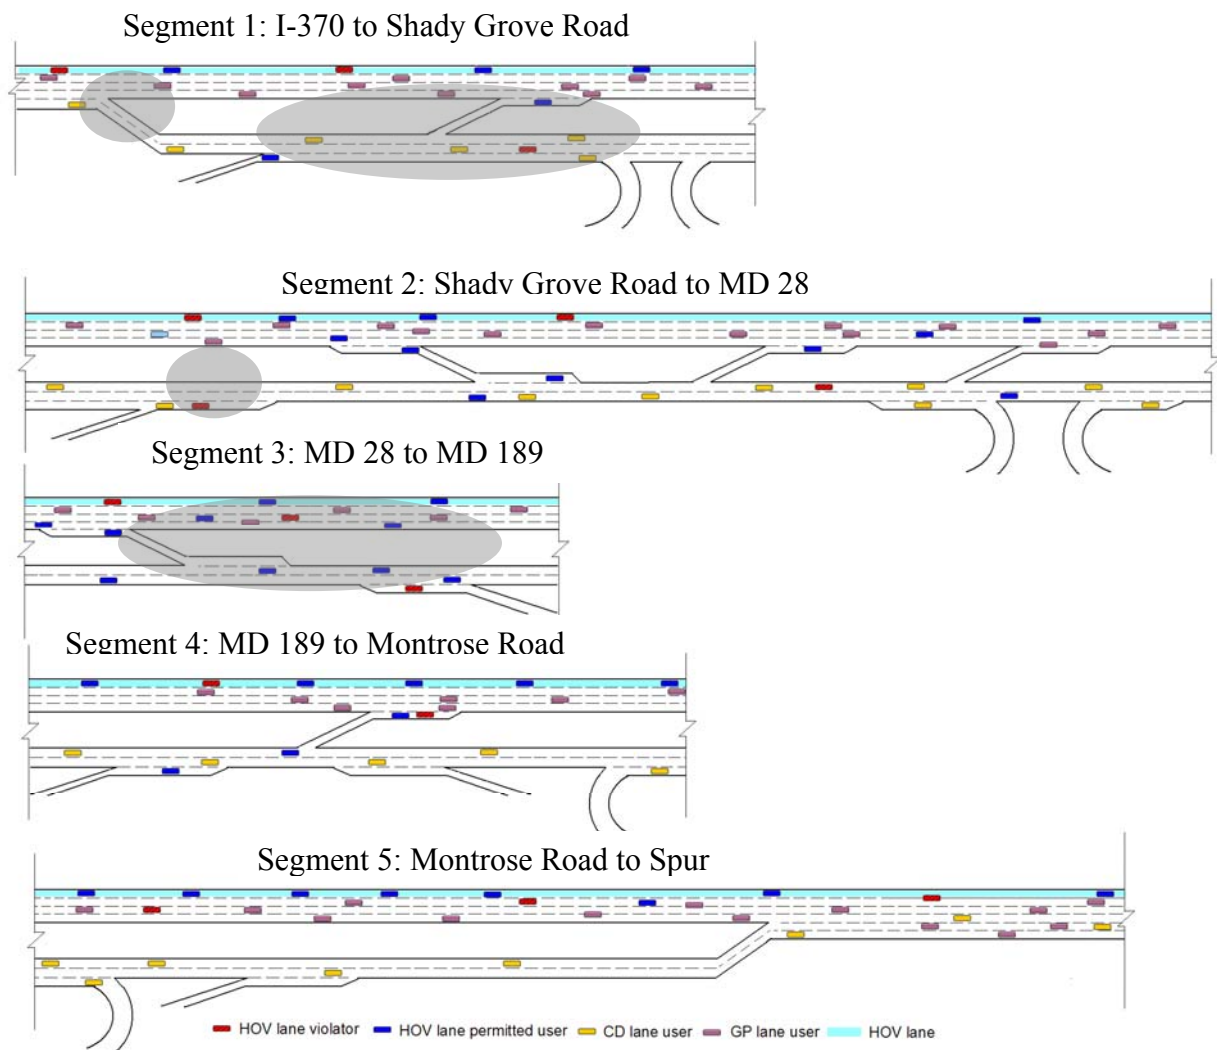 Segment 1: I-370 to Shady Grove Road
Segment 2: Shady Grove Road to MD 28
Segment 3: MD 28 to MD 189
Segment 4: MD 189 to Montrose Road
Segment 5: Montrose Road to Spur
HOV lane violator HOV lane permitted user CD lane user GP lane user HOV lane